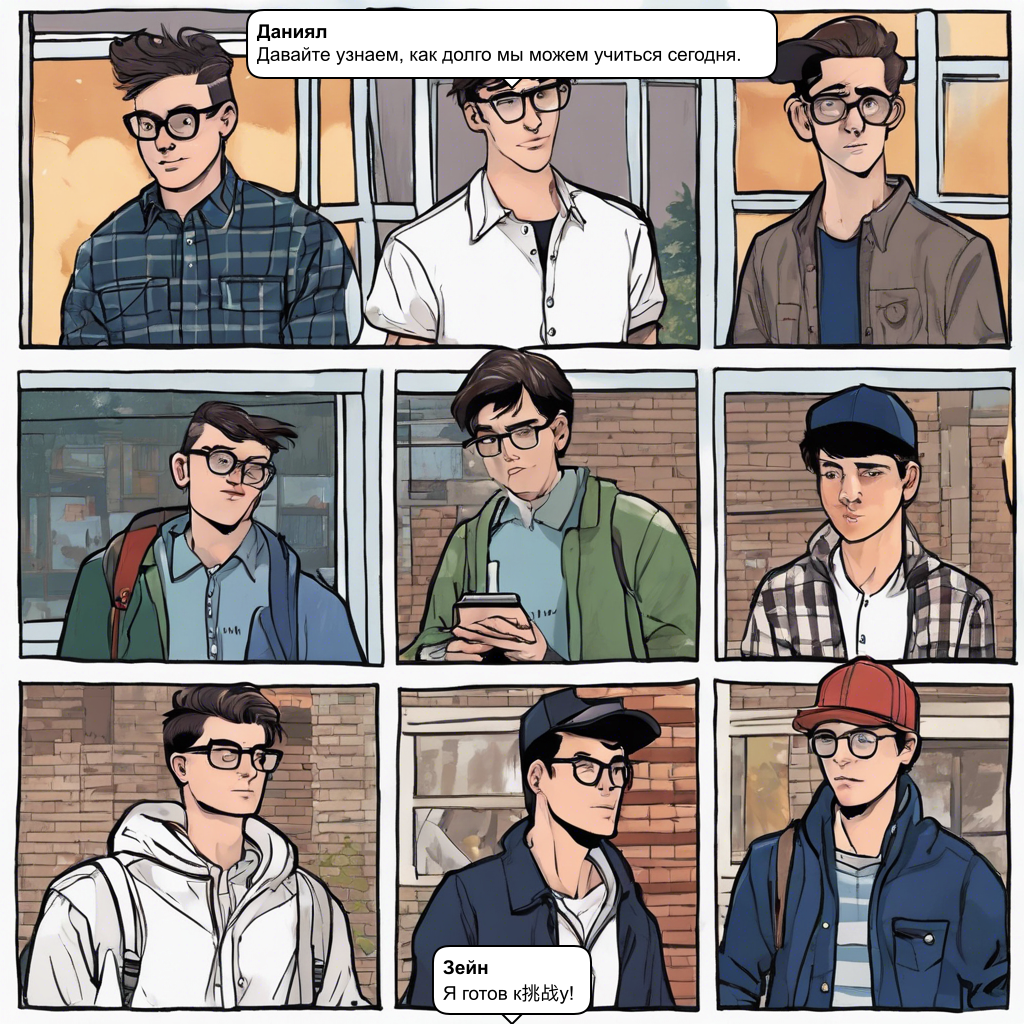 Даниял
Давайте узнаем, как долго мы можем учиться сегодня.
Зейн
Я готов к挑战у!